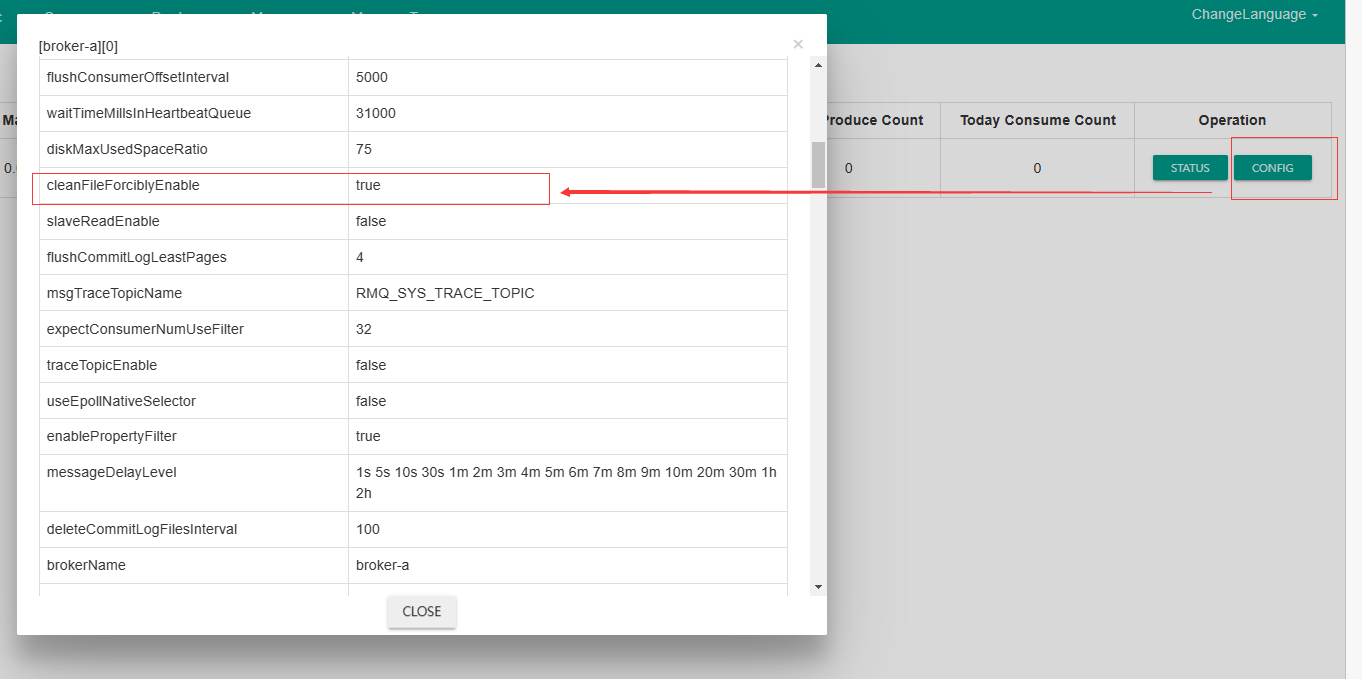 ChangeLanguage
[broker-a][0]
×
flushConsumerOffsetInterval 5000
waitTimeMillsInHeartbeatQueue 31000
diskMaxUsedSpaceRatio 75
cleanFileForciblyEnable true
slaveReadEnable false
flushCommitLogLeastPages 4
msgTraceTopicName RMQ_SYS_TRACE_TOPIC
expectConsumerNumUseFilter 32
traceTopicEnable false
useEpollNativeSelector false
enablePropertyFilter true
messageDelayLevel 1s 5s 10s 30s 1m 2m 3m 4m 5m 6m 7m 8m 9m 10m 20m 30m 1h
2h
deleteCommitLogFilesInterval 100
brokerName broker-a
CLOSE
Produce Count Today Consume Count Operation
0 0 STATUS CONFIG